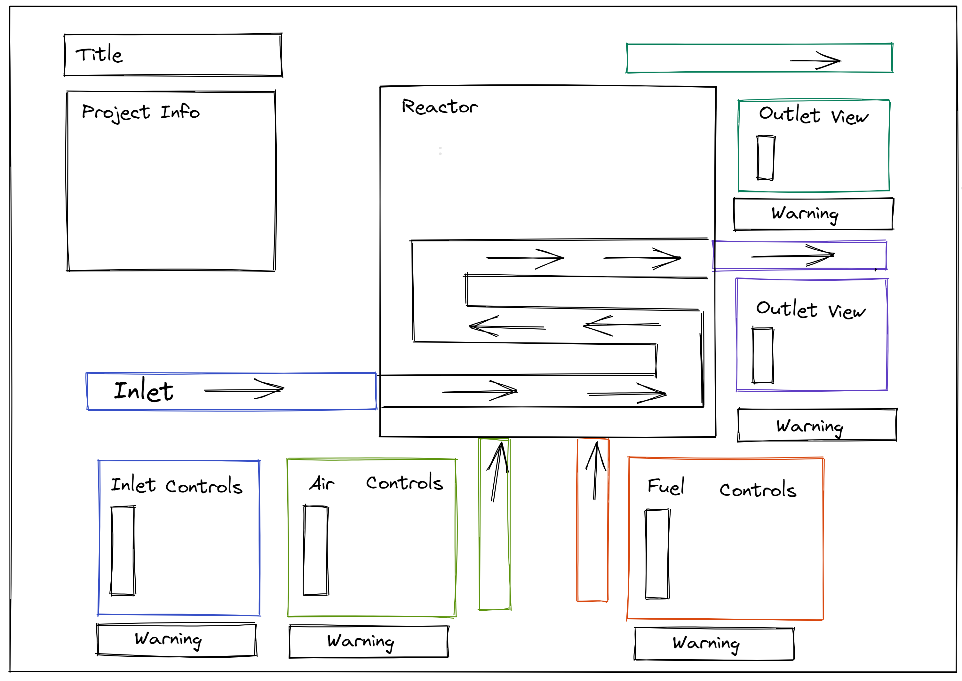 Title
Project Info
Reactor
Outlet View
Warning
Outlet View
Inlet
Warning
Inlet Controls
Air Controls
Fuel Controls
Warning
Warning
Warning